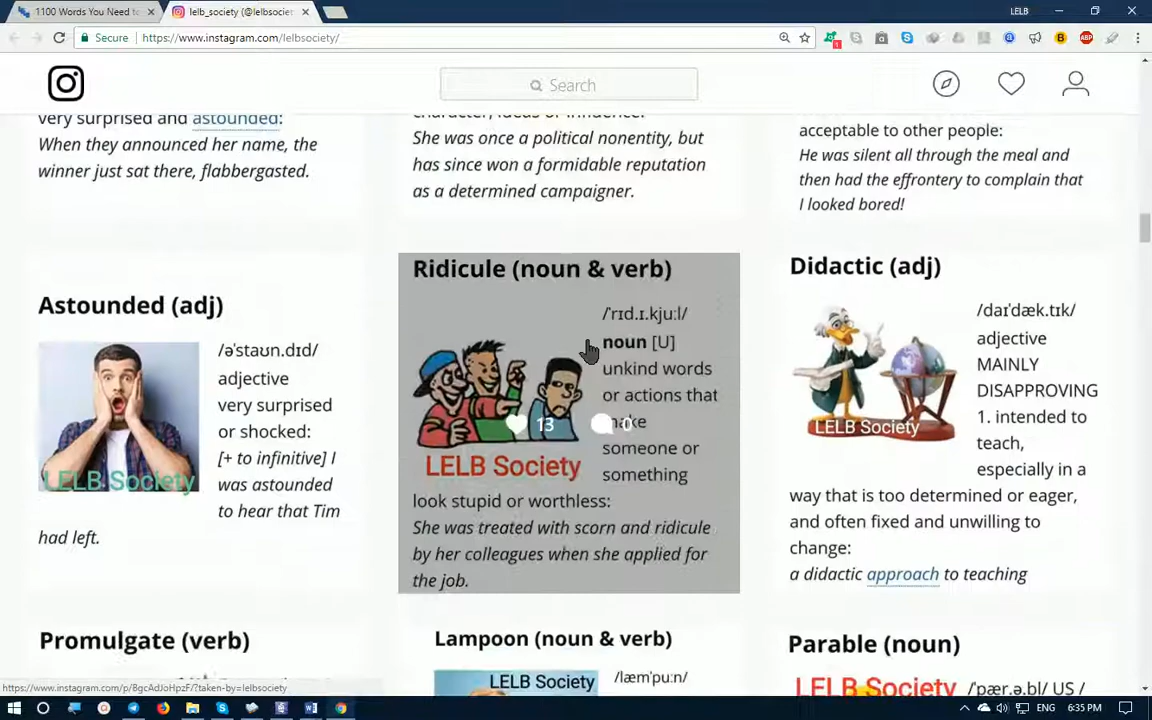 1100 Words You Need to
lelb_society (@lelbsociet
LELB
Secure
https://www.instagram.com/lelbsociety/
Search
very surprised and astounded:
When they announced her name, the
winner just sat there, flabbergasted.
character, ideas or influence:
She was once a political nonentity, but
has since won a formidable reputation
as a determined campaigner.
acceptable to other people:
He was silent all through the meal and
then had the effrontery to complain that
I looked bored!
Astounded (adj)
/əˈstaʊn.dɪd/
adjective
very surprised
or shocked:
[+ to infinitive] I
was astounded
to hear that Tim
had left.
LELB Society
Ridicule (noun & verb)
/ˈrɪd.ɪ.kjuːl/
noun [U]
unkind words
or actions that
make
someone or
something
look stupid or worthless:
She was treated with scorn and ridicule
by her colleagues when she applied for
the job.
LELB Society
13
0
Didactic (adj)
/daɪˈdæk.tɪk/
adjective
MAINLY
DISAPPROVING
1. intended to
teach,
especially in a
way that is too determined or eager,
and often fixed and unwilling to
change:
a didactic approach to teaching
LELB Society
Promulgate (verb)
Lampoon (noun & verb)
LELB Society
/læmˈpuːn/
Parable (noun)
LELB Society
/ˈpær.ə.bl/ US /
https://www.instagram.com/p/BgcAdJoHpzF/?taken-by=lelbsociety
6:35 PM